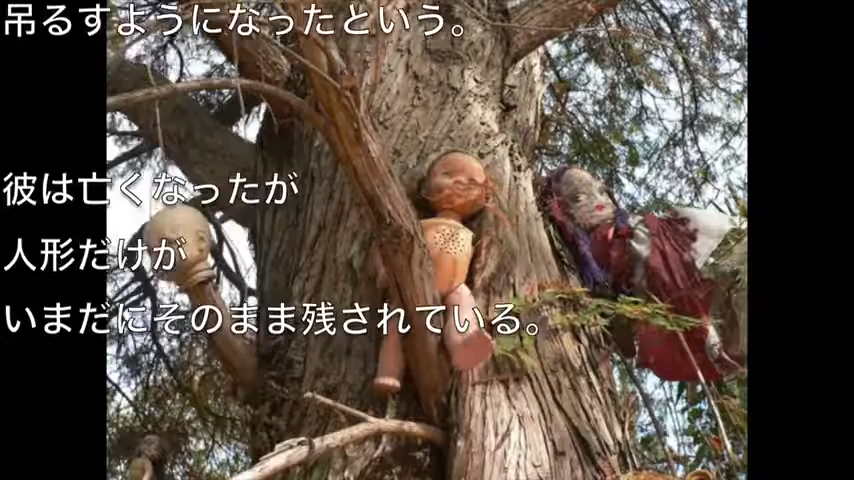 吊るすようになったという。
彼は亡くなったが
人形だけが
いまだにそのまま残されている。